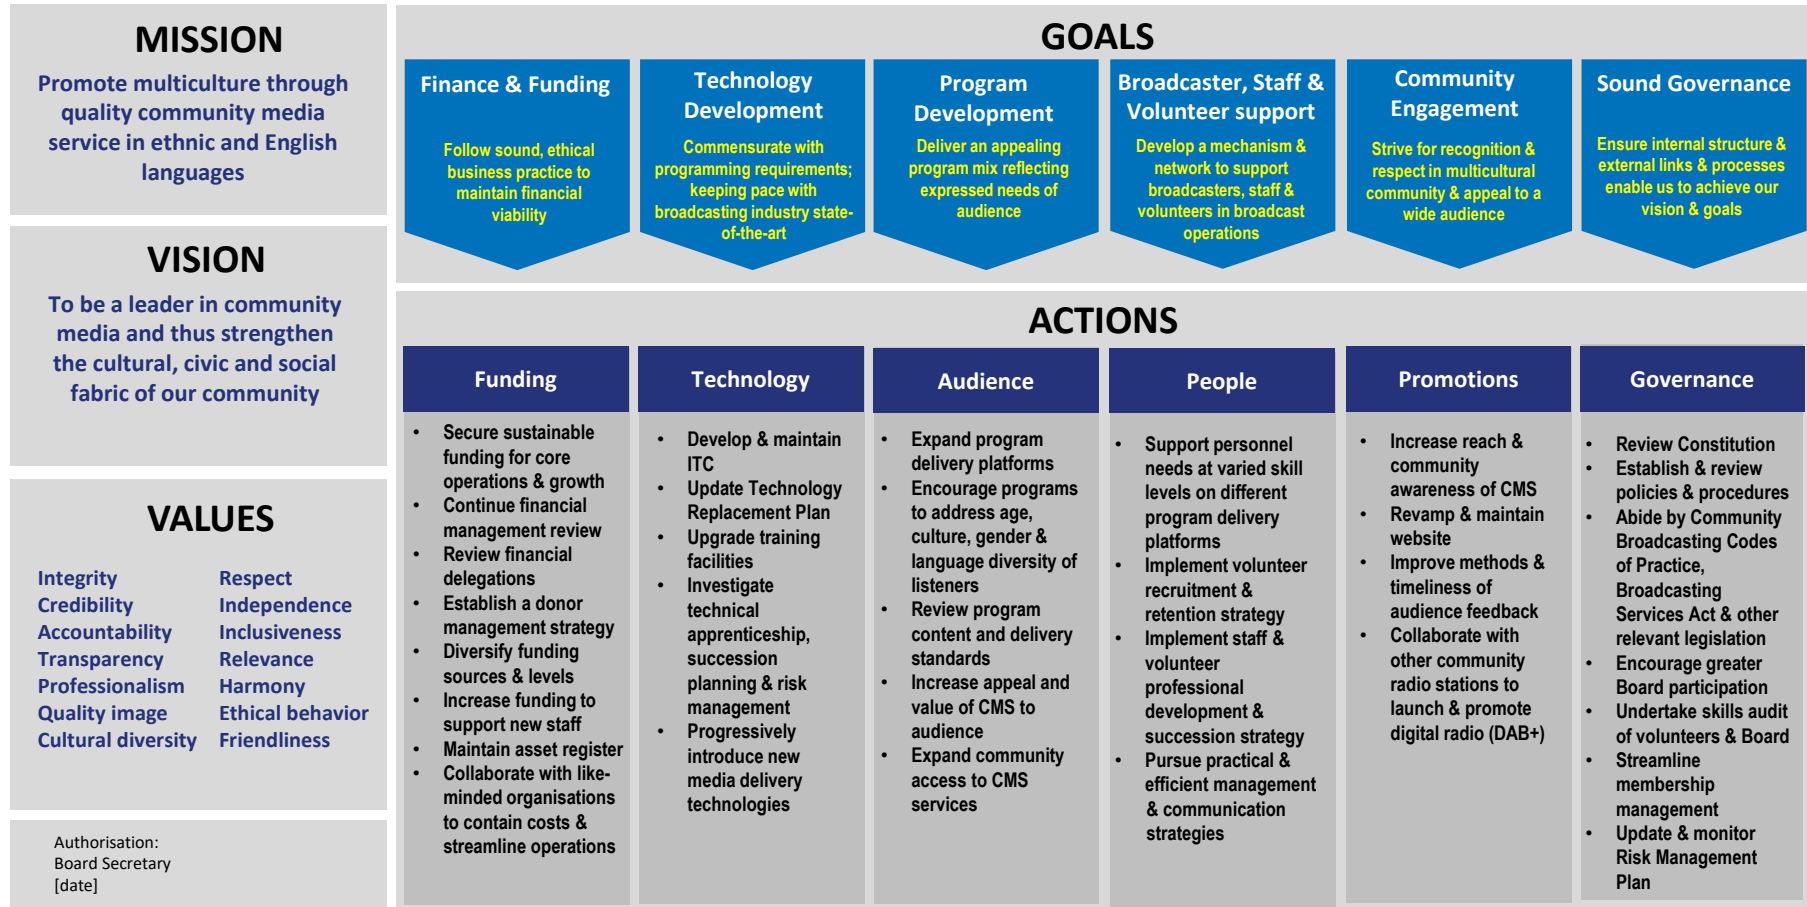 MISSION
Promote multiculture through
quality community media
service in ethnic and English
languages
VISION
To be a leader in community
media and thus strengthen
the cultural, civic and social
fabric of our community
VALUES
Integrity
Credibility
Accountability
Transparency
Professionalism
Quality image
Cultural diversity
Respect
Independence
Inclusiveness
Relevance
Harmony
Ethical behavior
Friendliness
Authorisation:
Board Secretary
[date]
GOALS
Finance & Funding
Follow sound, ethical
business practice to
maintain financial
viability
Technology
Development
Commensurate with
programming requirements;
keeping pace with
broadcasting industry state-
of-the-art
Program
Development
Deliver an appealing
program mix reflecting
expressed needs of
audience
Broadcaster, Staff &
Volunteer support
Develop a mechanism &
network to support
broadcasters, staff &
volunteers in broadcast
operations
Community
Engagement
Strive for recognition &
respect in multicultural
community & appeal to a
wide audience
Sound Governance
Ensure internal structure &
external links & processes
enable us to achieve our
vision & goals
ACTIONS
Funding
• Secure sustainable
funding for core
operations & growth
• Continue financial
management review
• Review financial
delegations
• Establish a donor
management strategy
• Diversify funding
sources & levels
• Increase funding to
support new staff
• Maintain asset register
• Collaborate with like-
minded organisations
to contain costs &
streamline operations
Technology
• Develop & maintain
ITC
• Update Technology
Replacement Plan
• Upgrade training
facilities
• Investigate
technical
apprenticeship,
succession
planning & risk
management
• Progressively
introduce new
media delivery
technologies
Audience
• Expand program
delivery platforms
• Encourage programs
to address age,
culture, gender &
language diversity of
listeners
• Review program
content and delivery
standards
• Increase appeal and
value of CMS to
audience
• Expand community
access to CMS
services
People
• Support personnel
needs at varied skill
levels on different
program delivery
platforms
• Implement volunteer
recruitment &
retention strategy
• Implement staff &
volunteer
professional
development &
succession strategy
• Pursue practical &
efficient management
& communication
strategies
Promotions
• Increase reach &
community
awareness of CMS
• Revamp & maintain
website
• Improve methods &
timeliness of
audience feedback
• Collaborate with
other community
radio stations to
launch & promote
digital radio (DAB+)
Governance
• Review Constitution
• Establish & review
policies & procedures
• Abide by Community
Broadcasting Codes
of Practice,
Broadcasting
Services Act & other
relevant legislation
• Encourage greater
Board participation
• Undertake skills audit
of volunteers & Board
• Streamline
membership
management
• Update & monitor
Risk Management
Plan